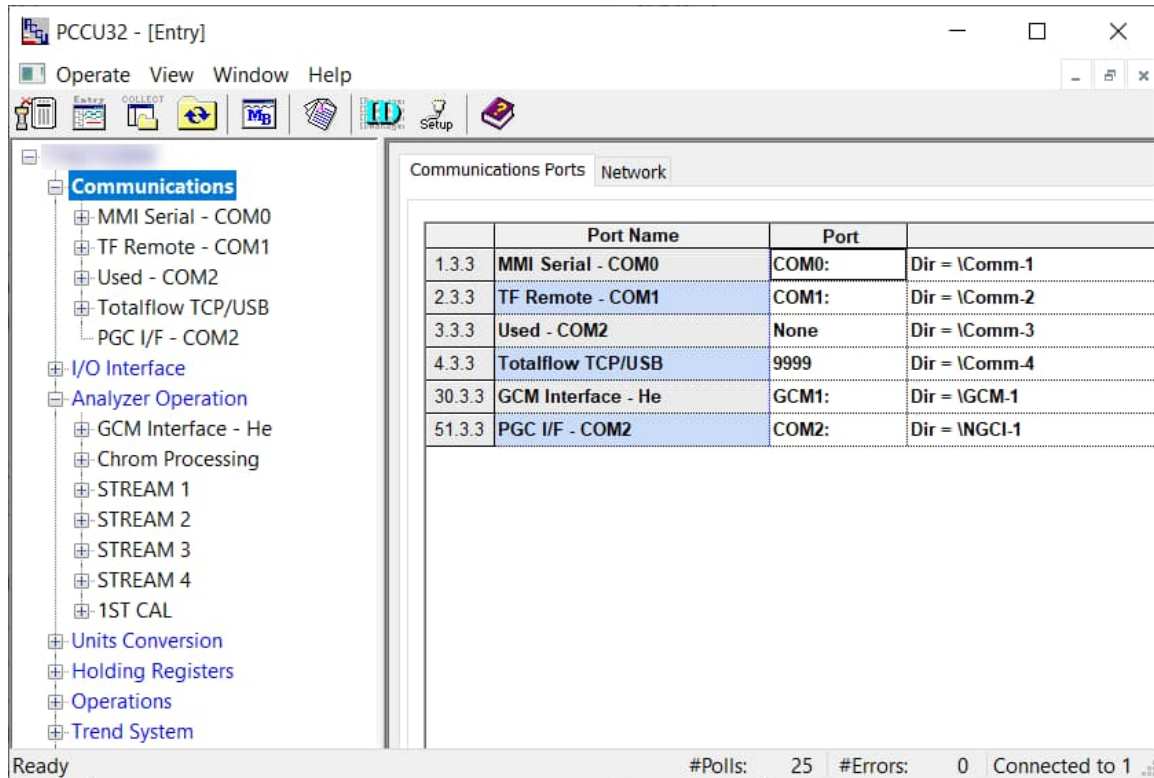 PCCU32 - [Entry]
Operate View Window Help
Entry COLLECT
MB ID Setup
Communications
MMI Serial - COM0
TF Remote - COM1
Used - COM2
Totalflow TCP/USB
PGC I/F - COM2
I/O Interface
Analyzer Operation
GCM Interface - He
Chrom Processing
STREAM 1
STREAM 2
STREAM 3
STREAM 4
1ST CAL
Units Conversion
Holding Registers
Operations
Trend System
Communications Ports Network
Port Name Port
1.3.3 MMI Serial - COM0 COM0: Dir = \Comm-1
2.3.3 TF Remote - COM1 COM1: Dir = \Comm-2
3.3.3 Used - COM2 None Dir = \Comm-3
4.3.3 Totalflow TCP/USB 9999 Dir = \Comm-4
30.3.3 GCM Interface - He GCM1: Dir = \GCM-1
51.3.3 PGC I/F - COM2 COM2: Dir = \NGCI-1
Ready #Polls: 25 #Errors: 0 Connected to 1